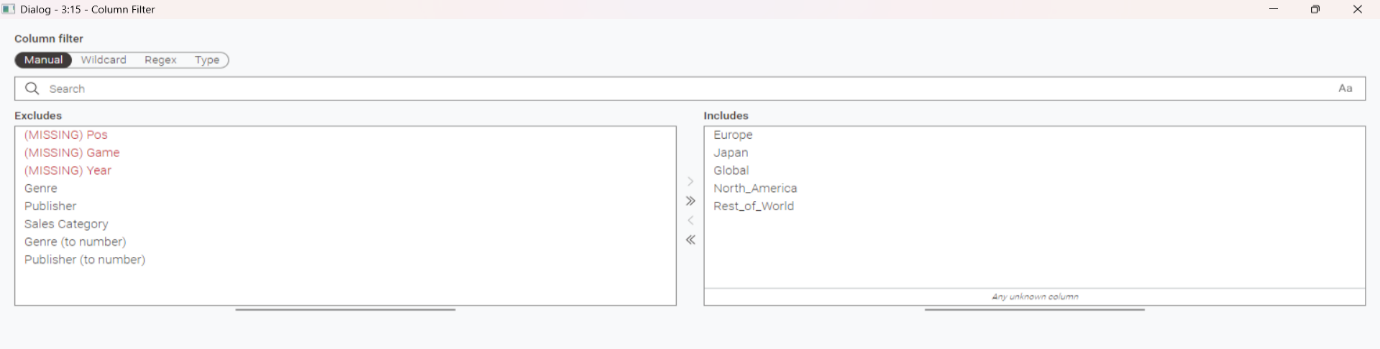 Dialog - 3:15 - Column Filter
Column filter
Manual Wildcard Regex Type
Search Aa
Excludes
(MISSING) Pos
(MISSING) Game
(MISSING) Year
Genre
Publisher
Sales Category
Genre (to number)
Publisher (to number)
Includes
Europe
Japan
Global
North_America
Rest_of_World
Any unknown column